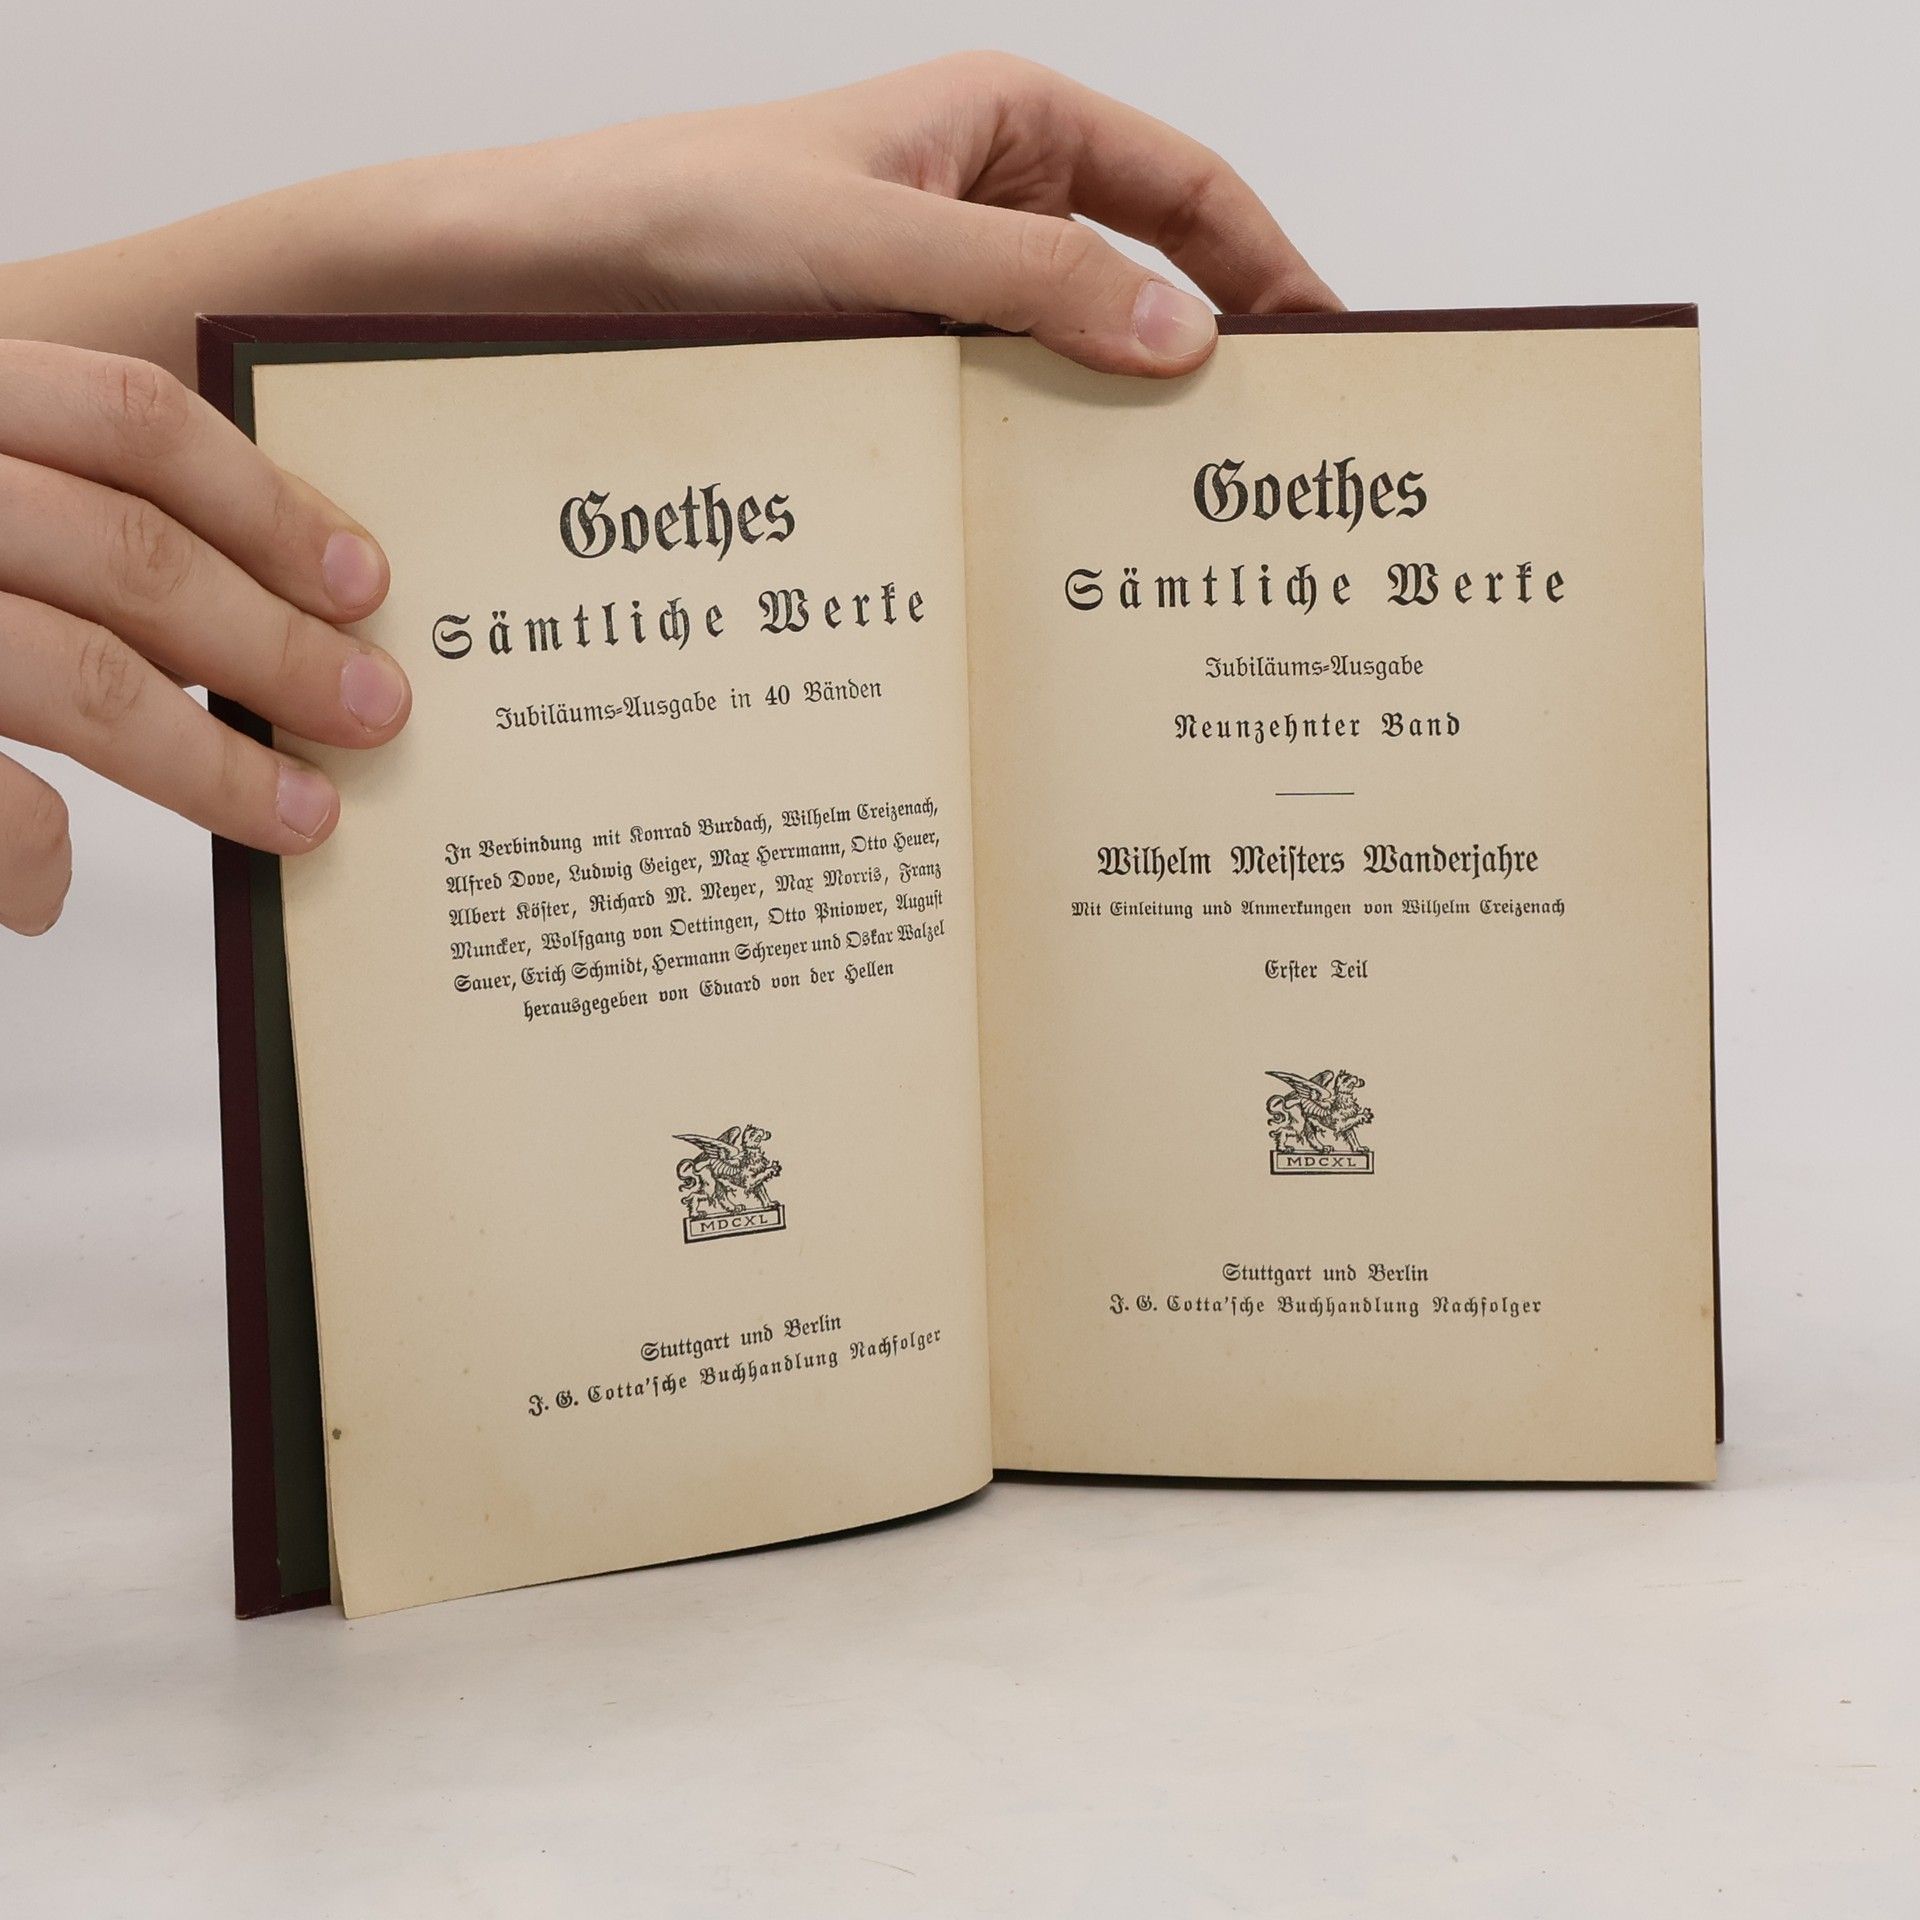 Goethes
Sämtliche Werke
Jubiläums-Ausgabe in 40 Bänden
In Verbindung mit Konrad Burdach, Wilhelm Creizenach,
Alfred Dove, Ludwig Geiger, Max Herrmann, Otto Heuer,
Albert Köster, Richard M. Meyer, Max Morris, Franz
Muncker, Wolfgang von Oettingen, Otto Pniower, August
Sauer, Erich Schmidt, Hermann Schreyer und Oskar Walzel
herausgegeben von Eduard von der Hellen
MDCXL
Stuttgart und Berlin
J. G. Cotta'sche Buchhandlung Nachfolger
Goethes
Sämtliche Werke
Jubiläums-Ausgabe
Neunzehnter Band
Wilhelm Meisters Wanderjahre
Mit Einleitung und Anmerkungen von Wilhelm Creizenach
Erster Teil
MDCXL
Stuttgart und Berlin
J. G. Cotta'sche Buchhandlung Nachfolger